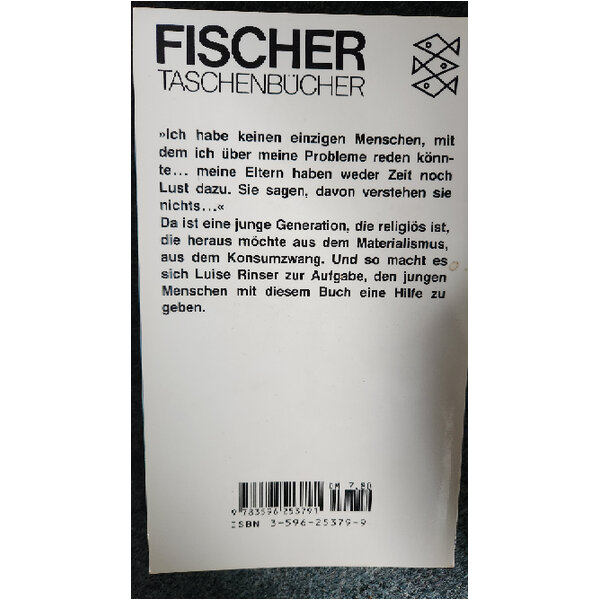 FISCHER
TASCHENBÜCHER
»Ich habe keinen einzigen Menschen, mit
dem ich über meine Probleme reden könn-
te... meine Eltern haben weder Zeit noch
Lust dazu. Sie sagen, davon verstehen sie
nichts...«
Da ist eine junge Generation, die religiös ist,
die heraus möchte aus dem Materialismus,
aus dem Konsumzwang. Und so macht es
sich Luise Rinser zur Aufgabe, den jungen
Menschen mit diesem Buch eine Hilfe zu
geben.
DM 7.80
9 783596 253791
ISBN 3-596-25379-9